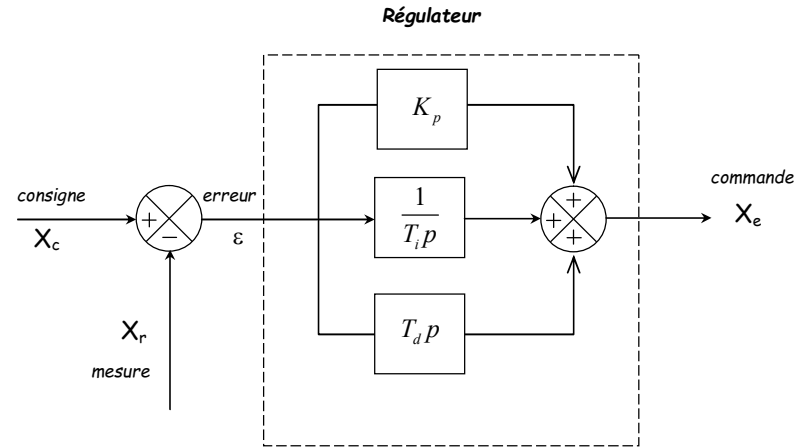 Régulateur
K_p
consigne
erreur
commande
+
−
+
+
+
1
T_i p
X_c
ε
X_e
X_r
T_d p
mesure